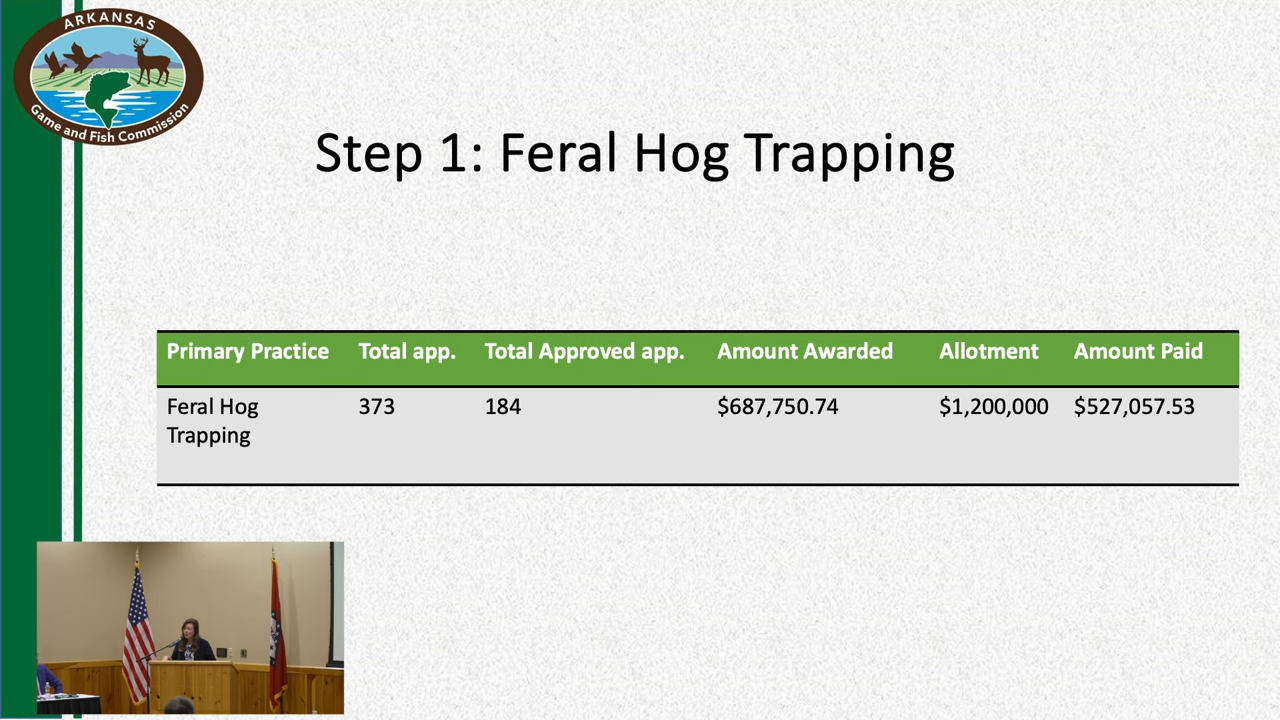 ARKANSAS
Game and Fish Commission
Step 1: Feral Hog Trapping
Primary Practice Total app. Total Approved app. Amount Awarded Allotment Amount Paid
Feral Hog 373 184 $687,750.74 $1,200,000 $527,057.53
Trapping